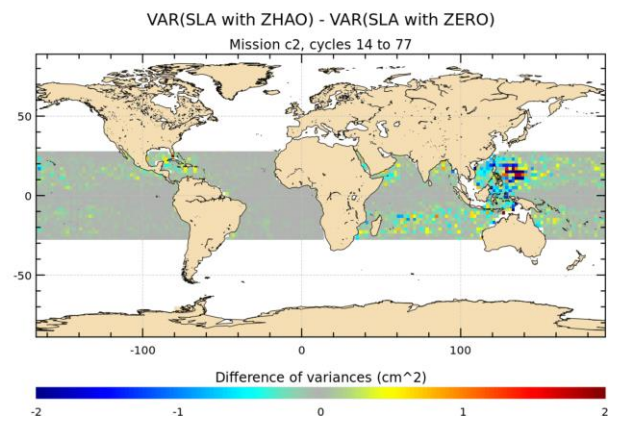 VAR(SLA with ZHAO) - VAR(SLA with ZERO)
Mission c2, cycles 14 to 77
50
0
-50
-100 0 100
Difference of variances (cm^2)
-2 -1 0 1 2